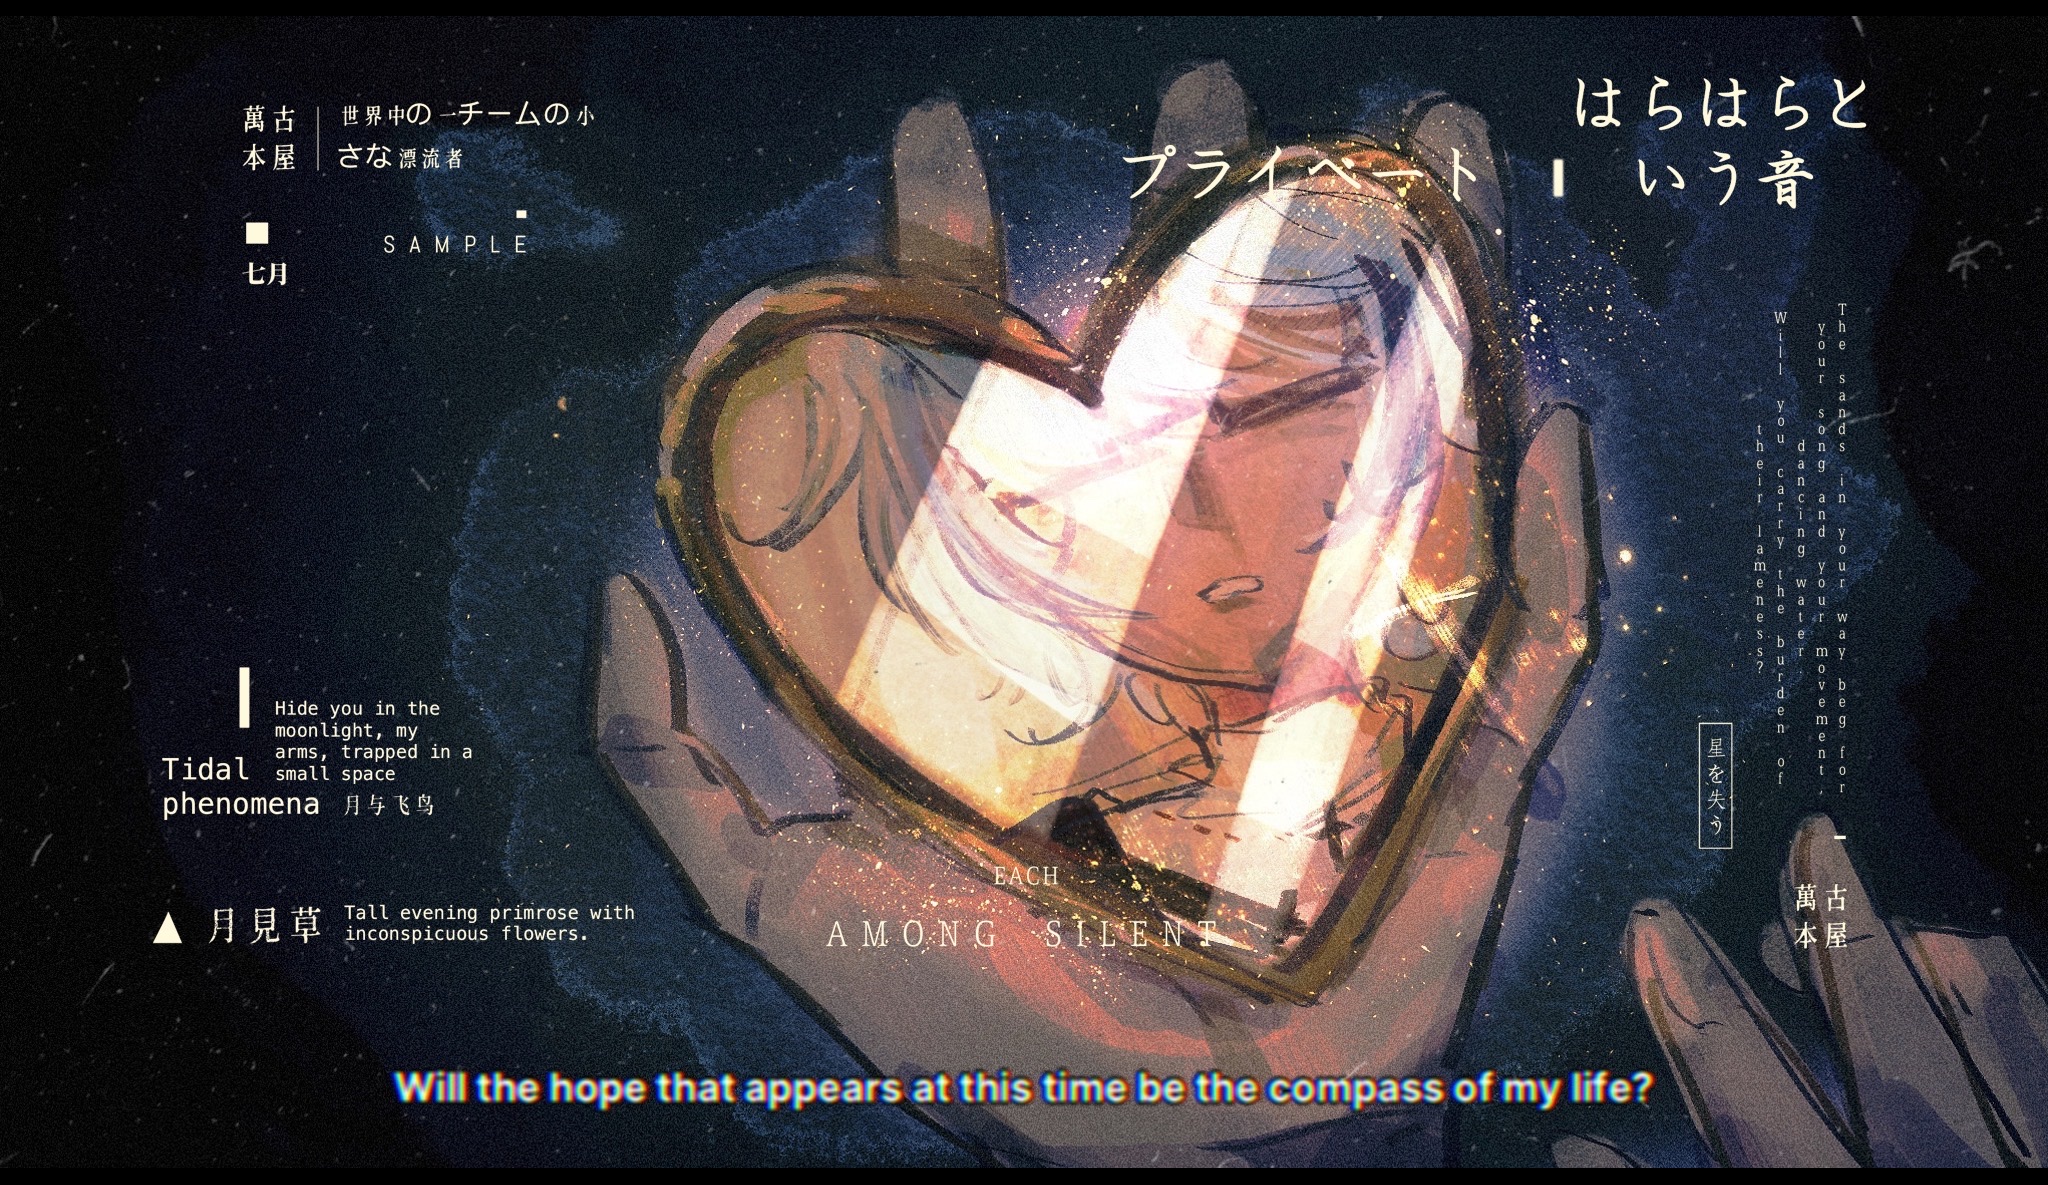 萬古
本屋
世界中の一チームの小
さな漂流者
SAMPLE
七月
はらはらと
プライベート
いう音
The sands in your way beg for
your song and your movement,
dancing water.
Will you carry the burden of
their lameness?
星を失う
萬古
本屋
Hide you in the
moonlight, my
arms, trapped in a
small space
Tidal
phenomena
月与飞鸟
月見草
Tall evening primrose with
inconspicuous flowers.
EACH
AMONG SILENT
Will the hope that appears at this time be the compass of my life?